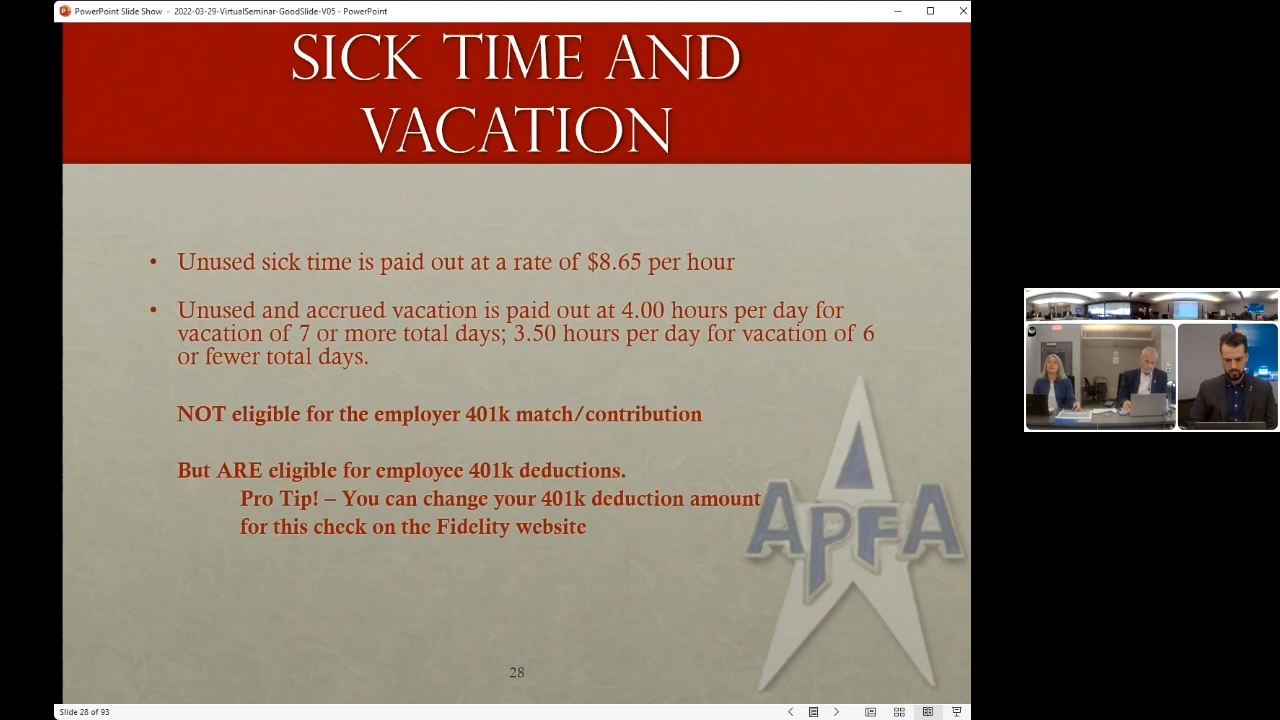 PowerPoint Slide Show - 2022-03-29-VirtualSeminar-GoodSlide-V05 - PowerPoint
SICK TIME AND
VACATION
• Unused sick time is paid out at a rate of $8.65 per hour
• Unused and accrued vacation is paid out at 4.00 hours per day for
vacation of 7 or more total days; 3.50 hours per day for vacation of 6
or fewer total days.
NOT eligible for the employer 401k match/contribution
But ARE eligible for employee 401k deductions.
Pro Tip! – You can change your 401k deduction amount
for this check on the Fidelity website
APFA
28
Slide 28 of 93